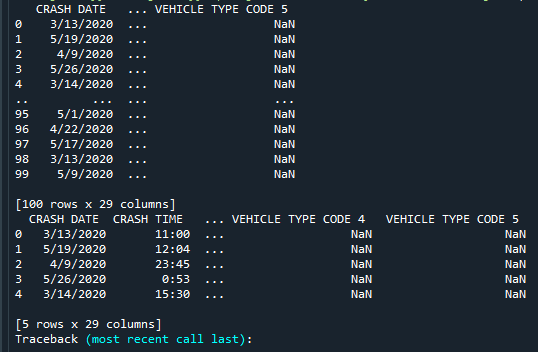 CRASH DATE ... VEHICLE TYPE CODE 5
0 3/13/2020 ... NaN
1 5/19/2020 ... NaN
2 4/9/2020 ... NaN
3 5/26/2020 ... NaN
4 3/14/2020 ... NaN
.. ... ... ...
95 5/1/2020 ... NaN
96 4/22/2020 ... NaN
97 5/17/2020 ... NaN
98 3/13/2020 ... NaN
99 5/9/2020 ... NaN
[100 rows x 29 columns]
CRASH DATE CRASH TIME ... VEHICLE TYPE CODE 4 VEHICLE TYPE CODE 5
0 3/13/2020 11:00 ... NaN NaN
1 5/19/2020 12:04 ... NaN NaN
2 4/9/2020 23:45 ... NaN NaN
3 5/26/2020 0:53 ... NaN NaN
4 3/14/2020 15:30 ... NaN NaN
[5 rows x 29 columns]
Traceback (most recent call last):